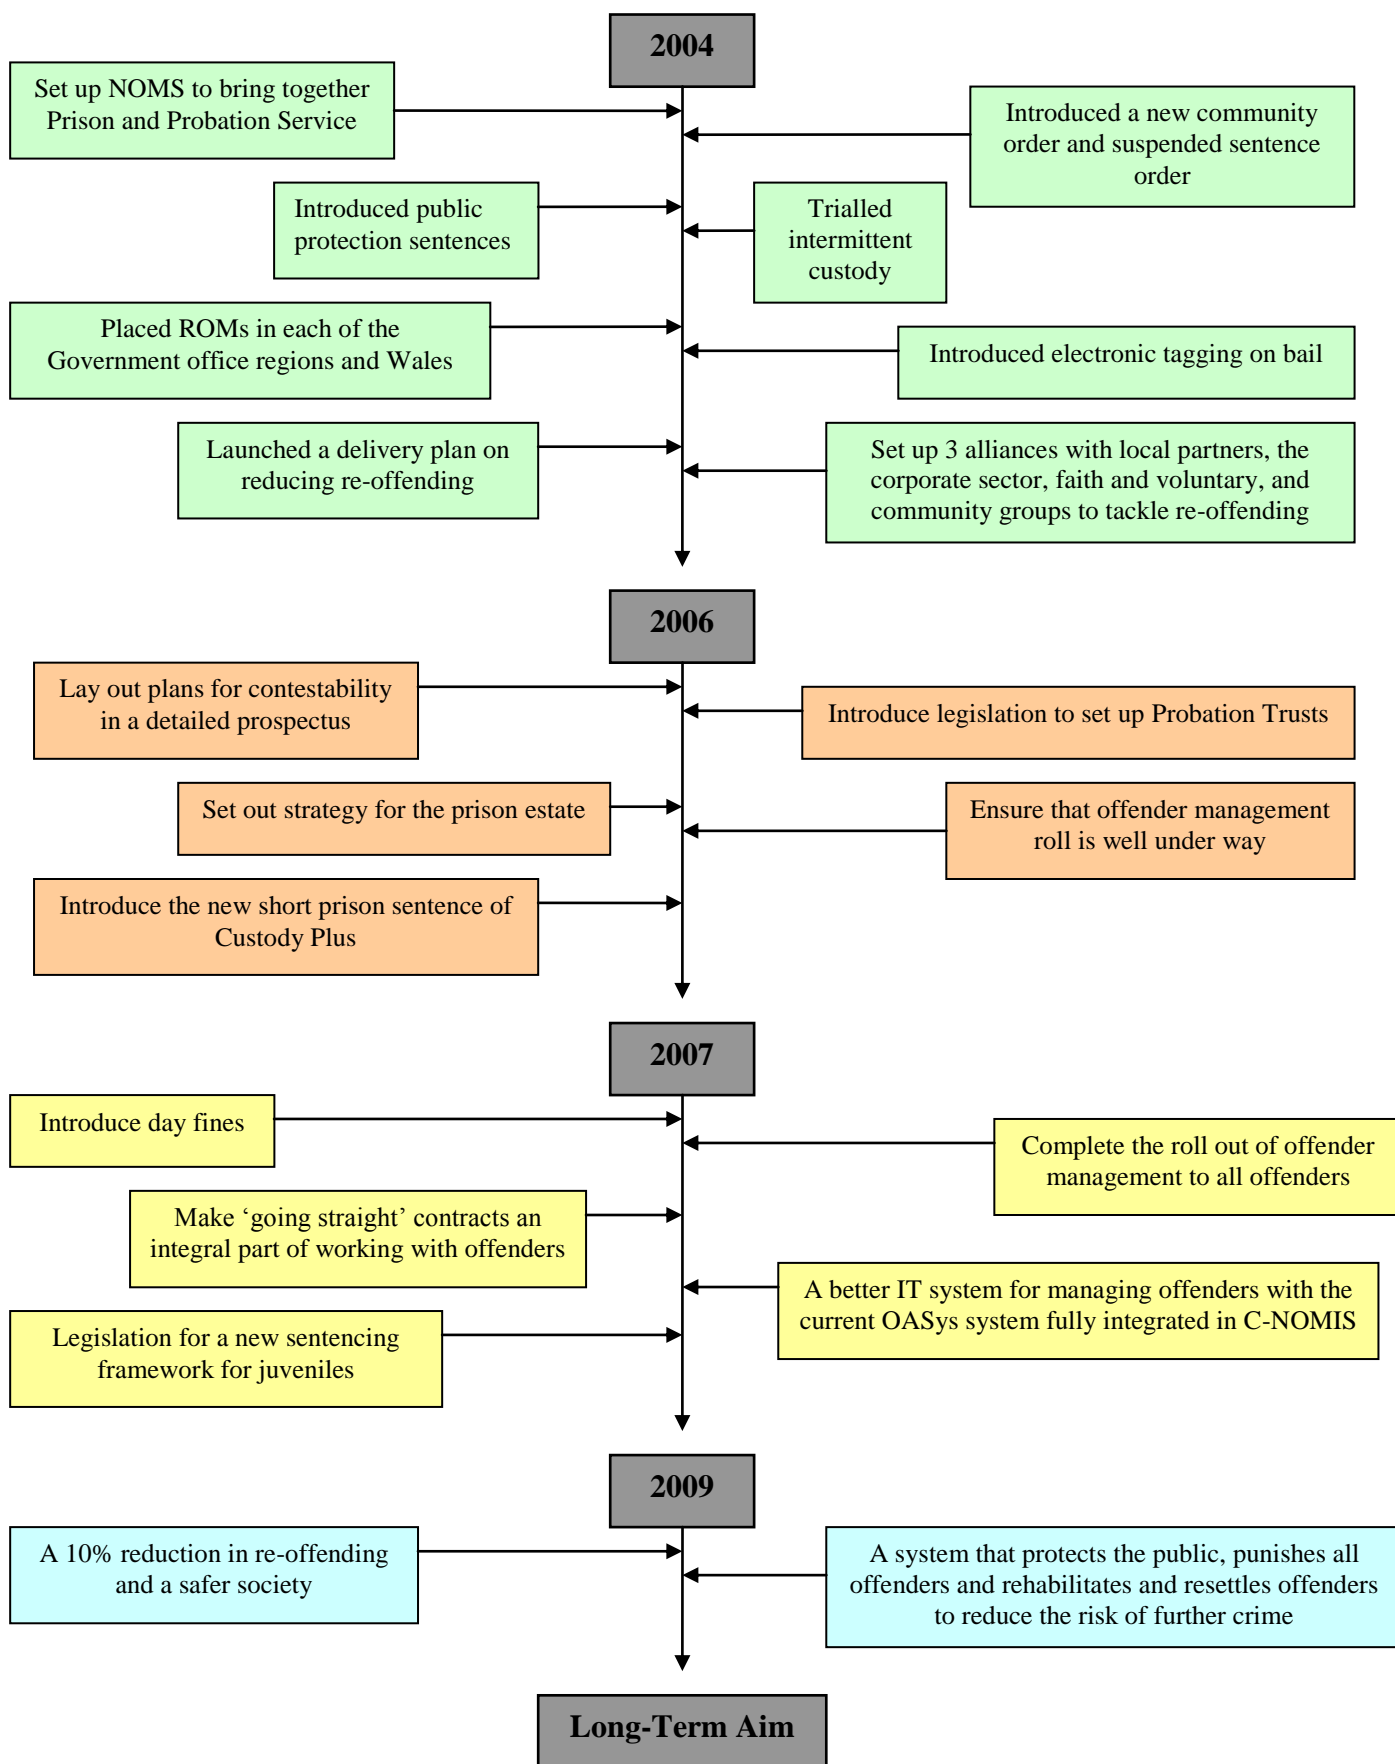 2004
Set up NOMS to bring together
Prison and Probation Service
Introduced a new community
order and suspended sentence
order
Introduced public
protection sentences
Trialled
intermittent
custody
Placed ROMs in each of the
Government office regions and Wales
Introduced electronic tagging on bail
Launched a delivery plan on
reducing re-offending
Set up 3 alliances with local partners, the
corporate sector, faith and voluntary, and
community groups to tackle re-offending
2006
Lay out plans for contestability
in a detailed prospectus
Introduce legislation to set up Probation Trusts
Set out strategy for the prison estate
Ensure that offender management
roll is well under way
Introduce the new short prison sentence of
Custody Plus
2007
Introduce day fines
Complete the roll out of offender
management to all offenders
Make ‘going straight’ contracts an
integral part of working with offenders
A better IT system for managing offenders with the
current OASys system fully integrated in C-NOMIS
Legislation for a new sentencing
framework for juveniles
2009
A 10% reduction in re-offending
and a safer society
A system that protects the public, punishes all
offenders and rehabilitates and resettles offenders
to reduce the risk of further crime
Long-Term Aim